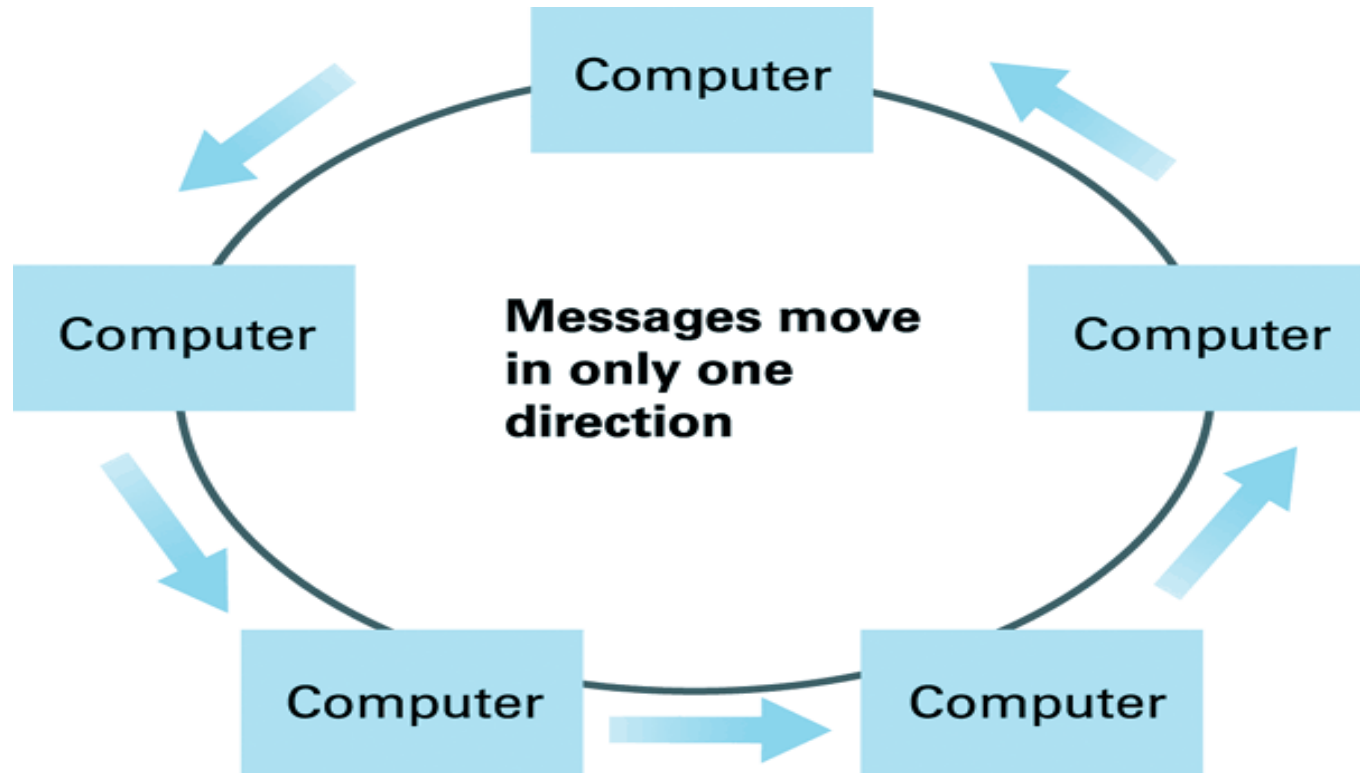 Computer
Computer
Messages move
in only one
direction
Computer
Computer
Computer